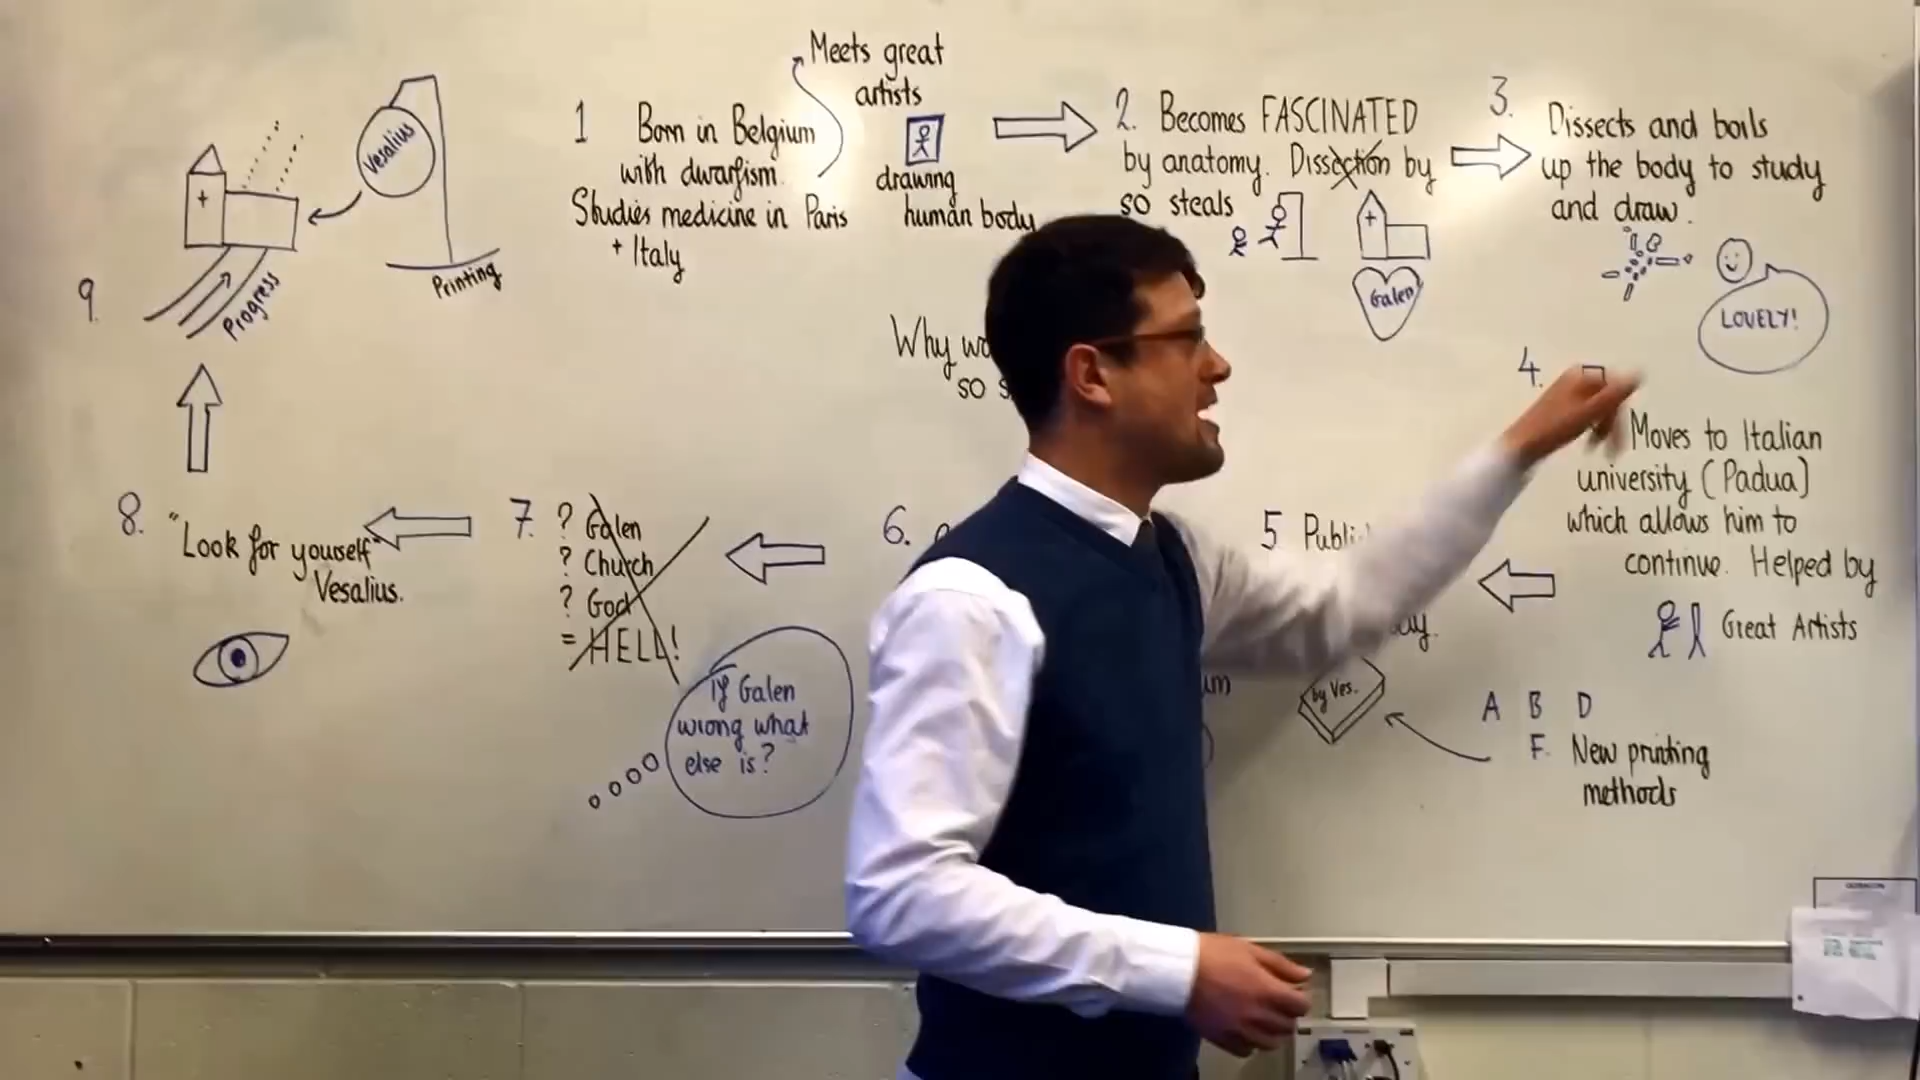 Meets great
artists
drawing
human body
1 Born in Belgium
with dwarfism.
Studies medicine in Paris
+ Italy
2. Becomes FASCINATED
by anatomy. Dissection by
so steals
Galen
3. Dissects and boils
up the body to study
and draw.
LOVELY!
Why
so
4.
Moves to Italian
university (Padua)
which allows him to
continue. Helped by
Great Artists
5
by Ves.
A B D
F. New printing
methods
6.
7. ? Galen
? Church
? God
= HELL!
If Galen
wrong what
else is?
8. "Look for yourself"
Vesalius.
9.
Progress
Vesalius
Printing